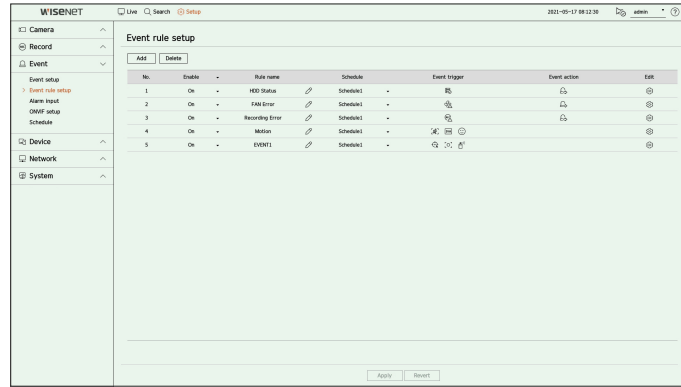 WISENET
Live Search Setup 2021-05-17 08:12:30 admin
Camera
Record
Event
Event setup
Event rule setup
Alarm input
ONVIF setup
Schedule
Device
Network
System
Event rule setup
Add Delete
No. Enable Rule name Schedule Event trigger Event action Edit
1 On HDD Status Schedule1
2 On FAN Error Schedule1
3 On Recording Error Schedule1
4 On Motion Schedule1
5 On EVENT1 Schedule1
Apply Revert